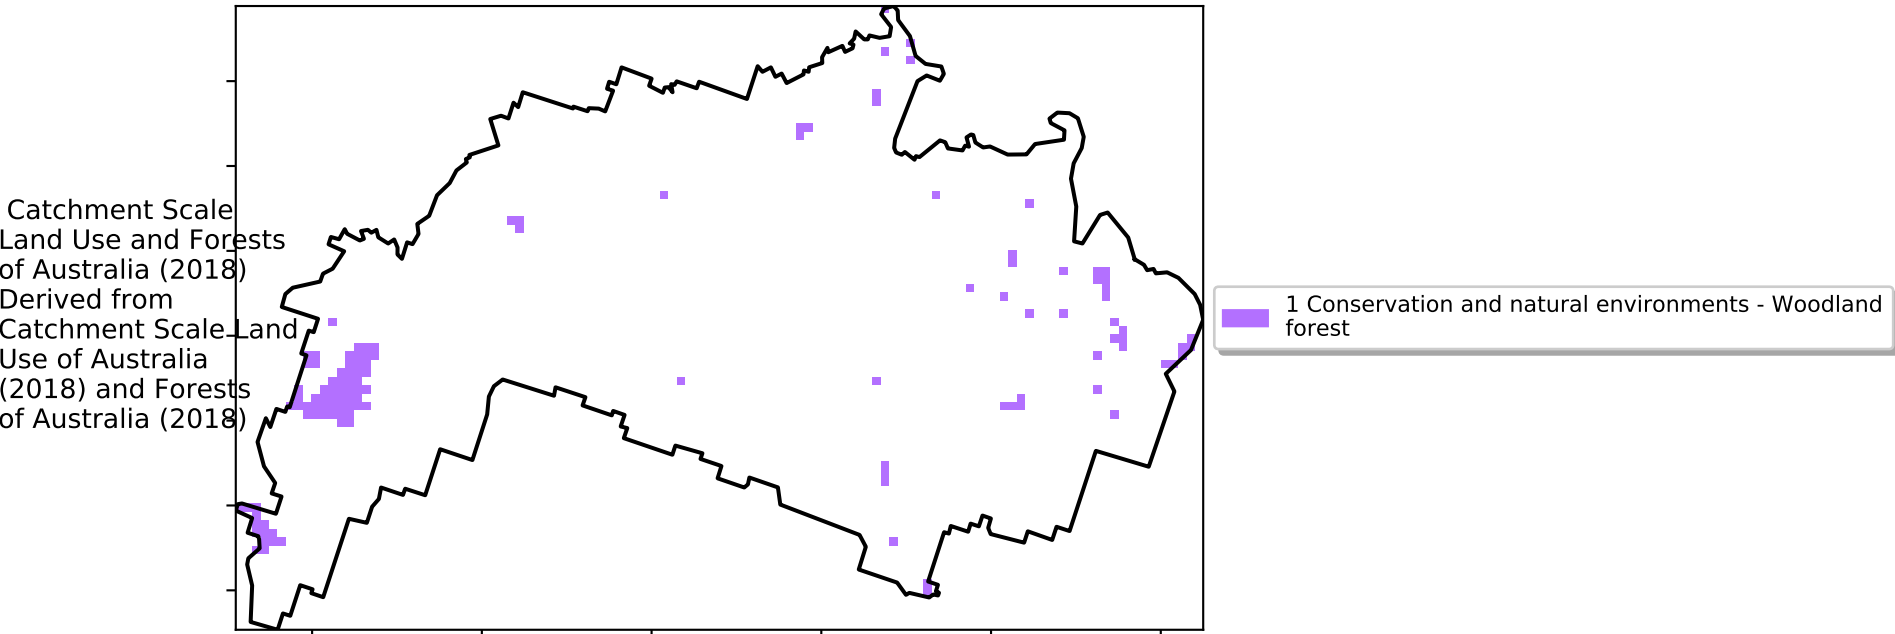 Catchment Scale
Land Use and Forests
of Australia (2018)
Derived from
Catchment Scale Land
Use of Australia
(2018) and Forests
of Australia (2018)
1 Conservation and natural environments - Woodland
forest